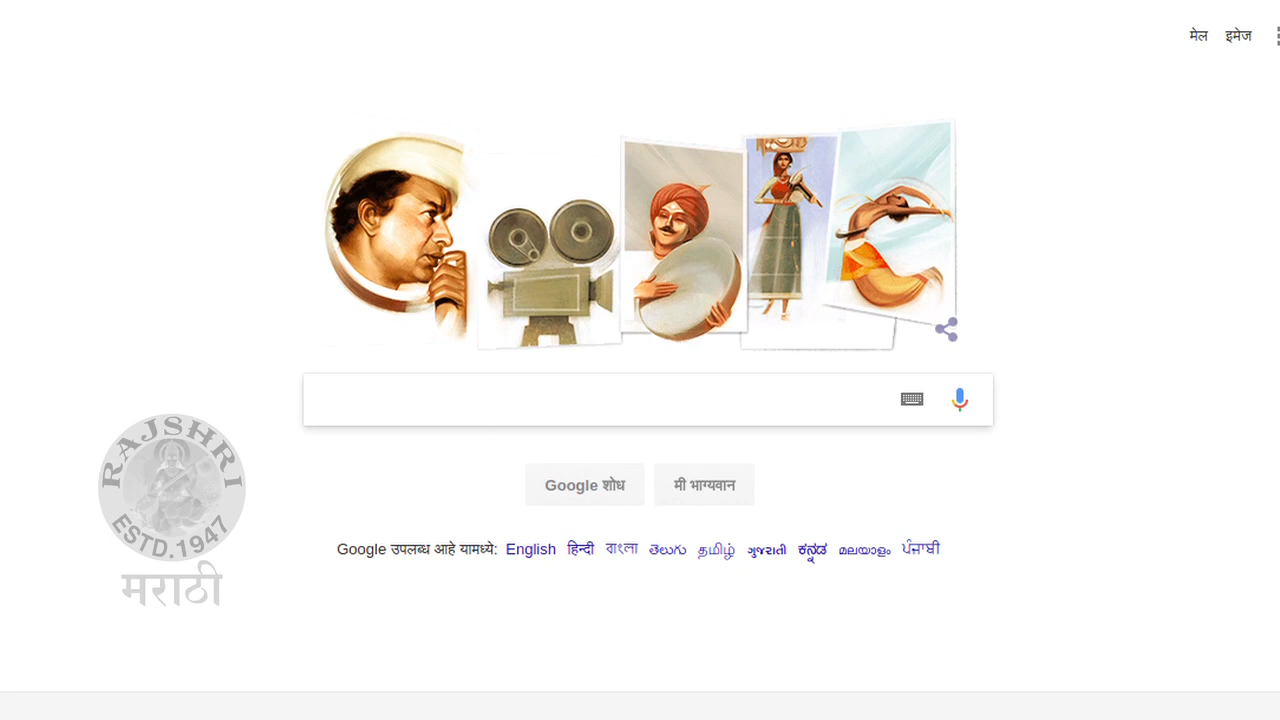 मेल इमेज
RAJSHRI
ESTD.1947
मराठी
Google शोध मी भाग्यवान
Google उपलब्ध आहे यामध्ये: English हिन्दी বাংলা తెలుగు தமிழ் ગુજરાતી ಕನ್ನಡ മലയാളം ਪੰਜਾਬੀ